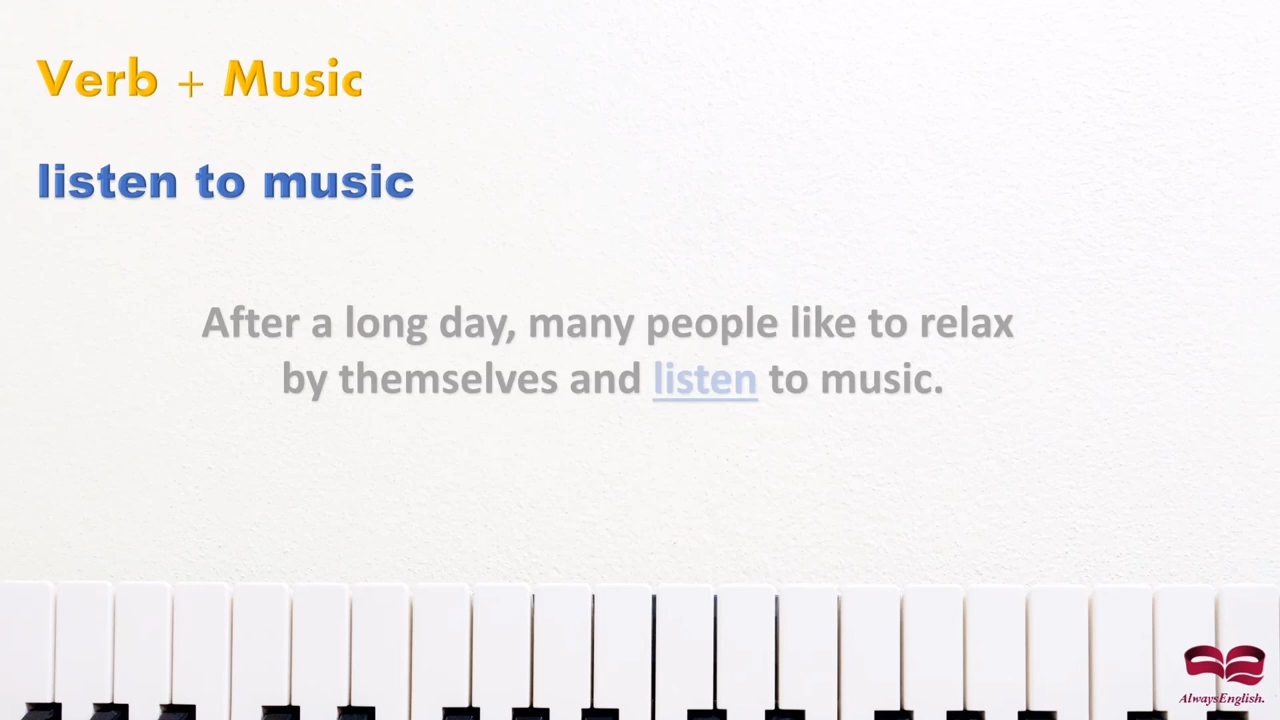 Verb + Music
listen to music
After a long day, many people like to relax
by themselves and listen to music.
AlwaysEnglish.